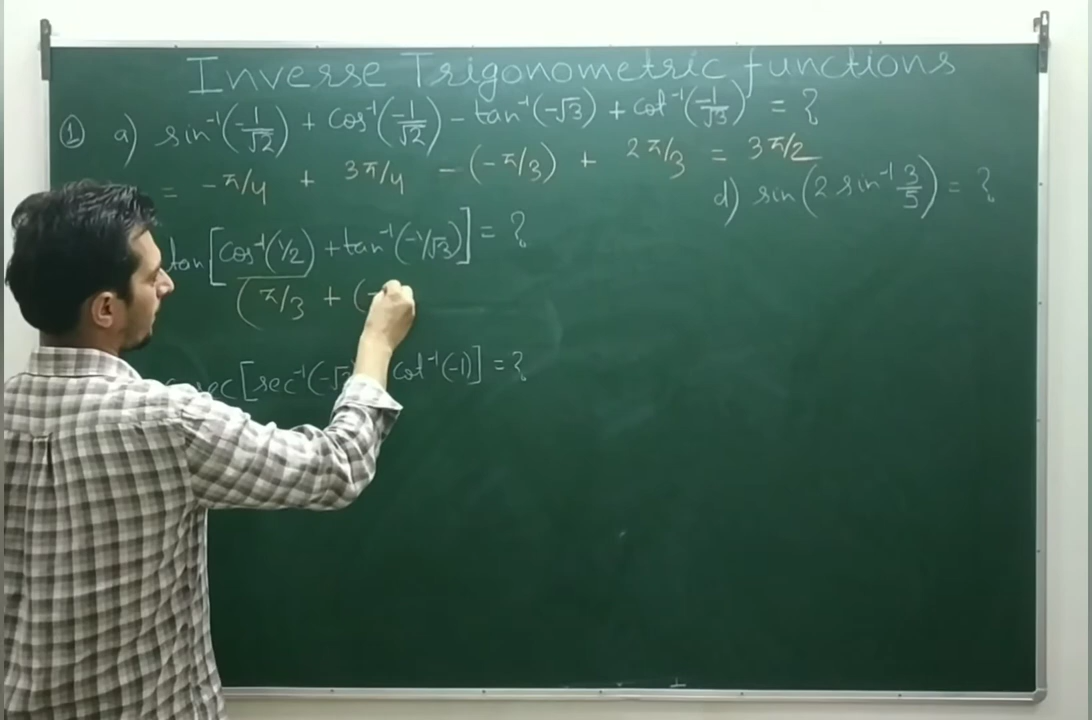 Inverse Trigonometric functions
① a) sin⁻¹(-1/√2) + cos⁻¹(-1/√2) - tan⁻¹(-√3) + cot⁻¹(-1/√3) = ?
= -π/4 + 3π/4 - (-π/3) + 2π/3 = 3π/2
d) sin(2 sin⁻¹ 3/5) = ?
tan[cos⁻¹(1/2) + tan⁻¹(-1/√3)] = ?
(π/3 + (-
sec[sec⁻¹(-√2) cot⁻¹(-1)] = ?